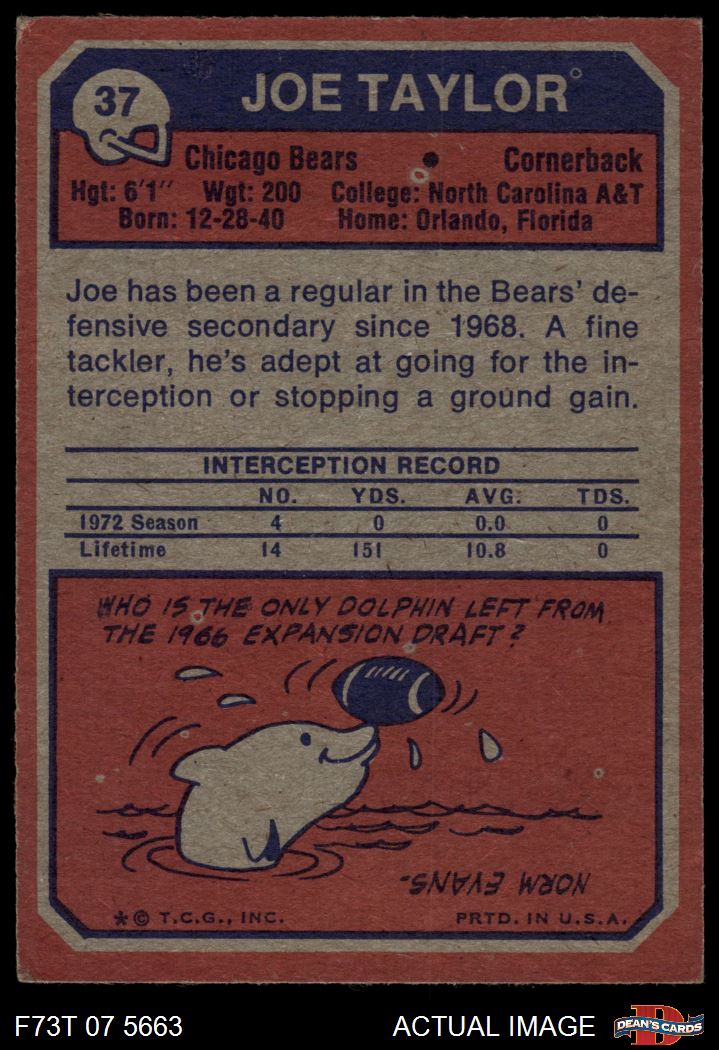 37
JOE TAYLOR
Chicago Bears • Cornerback
Hgt: 6'1" Wgt: 200 College: North Carolina A&T
Born: 12-28-40 Home: Orlando, Florida
Joe has been a regular in the Bears' de-
fensive secondary since 1968. A fine
tackler, he's adept at going for the in-
terception or stopping a ground gain.
INTERCEPTION RECORD
NO. YDS. AVG. TDS.
1972 Season 4 0 0.0 0
Lifetime 14 151 10.8 0
WHO IS THE ONLY DOLPHIN LEFT FROM
THE 1966 EXPANSION DRAFT?
NORM EVANS.
* © T.C.G., INC. PRTD. IN U.S.A.
F73T 07 5663 ACTUAL IMAGE D DEAN'S CARDS